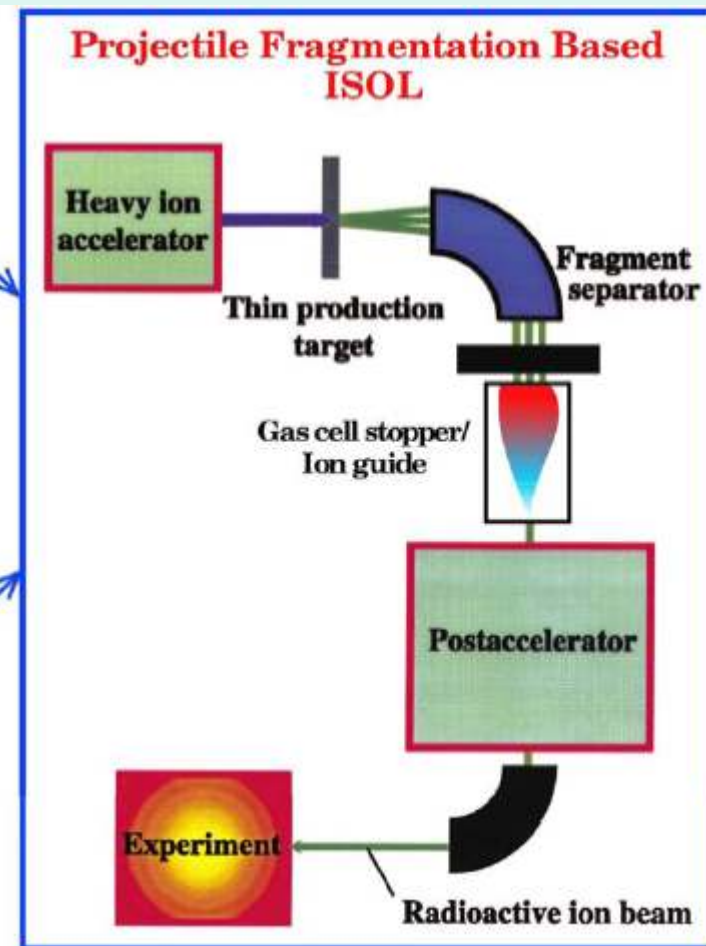 Projectile Fragmentation Based
ISOL
Heavy ion
accelerator
Thin production
target
Fragment
separator
Gas cell stopper/
Ion guide
Postaccelerator
Experiment
Radioactive ion beam